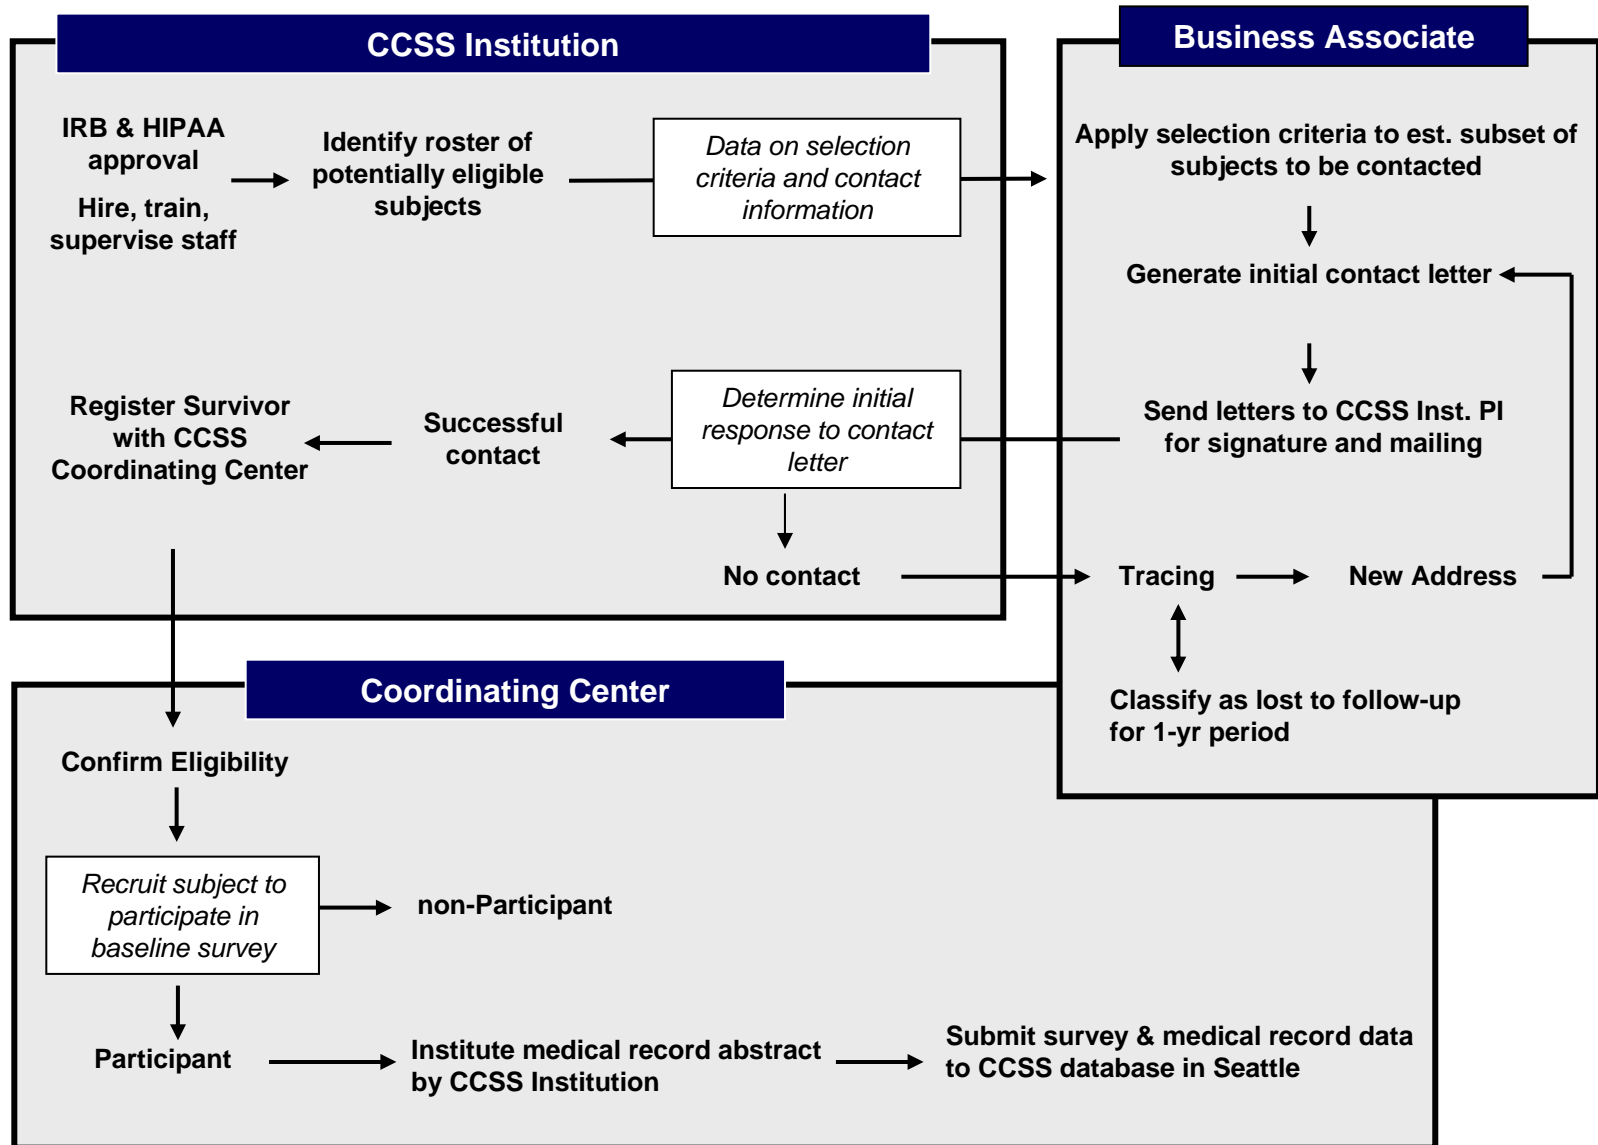 CCSS Institution
IRB & HIPAA
approval
Hire, train,
supervise staff
Identify roster of
potentially eligible
subjects
Data on selection
criteria and contact
information
Register Survivor
with CCSS
Coordinating Center
Successful
contact
Determine initial
response to contact
letter
No contact
Business Associate
Apply selection criteria to est. subset of
subjects to be contacted
Generate initial contact letter
Send letters to CCSS Inst. PI
for signature and mailing
Tracing
New Address
Classify as lost to follow-up
for 1-yr period
Coordinating Center
Confirm Eligibility
Recruit subject to
participate in
baseline survey
non-Participant
Participant
Institute medical record abstract
by CCSS Institution
Submit survey & medical record data
to CCSS database in Seattle